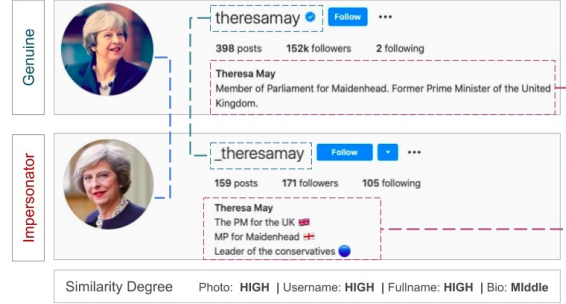 Genuine
theresamay Follow •••
398 posts 152k followers 2 following
Theresa May
Member of Parliament for Maidenhead. Former Prime Minister of the United
Kingdom.
Impersonator
_theresamay Follow •••
159 posts 171 followers 105 following
Theresa May
The PM for the UK 🇬🇧
MP for Maidenhead 🏴󠁧󠁢󠁥󠁮󠁧󠁿
Leader of the conservatives 🔵
Similarity Degree Photo: HIGH | Username: HIGH | Fullname: HIGH | Bio: MIddle